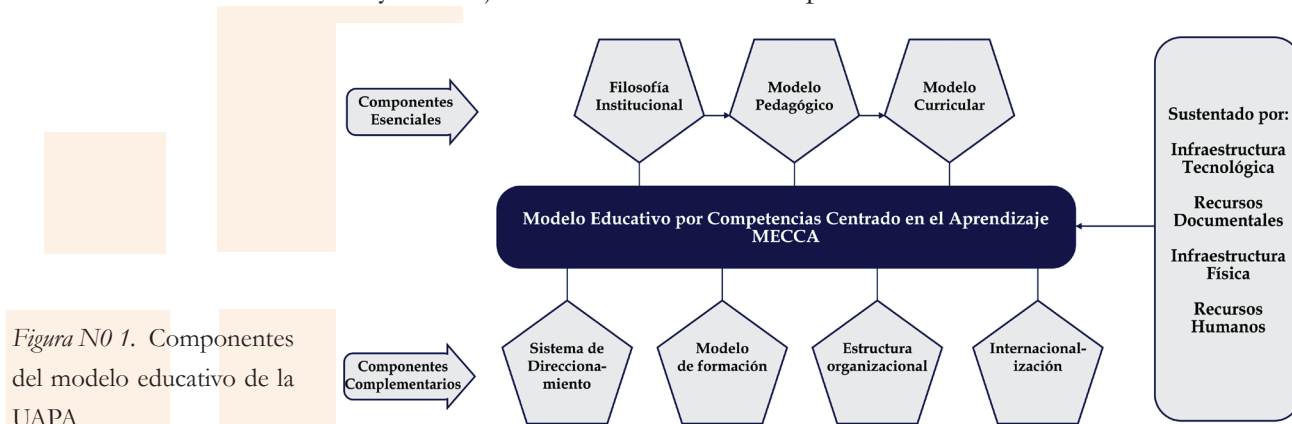 Componentes
Esenciales
Filosofía
Institucional
Modelo
Pedagógico
Modelo
Curricular
Modelo Educativo por Competencias Centrado en el Aprendizaje
MECCA
Sustentado por:
Infraestructura
Tecnológica
Recursos
Documentales
Infraestructura
Física
Recursos
Humanos
Figura N0 1. Componentes
del modelo educativo de la
UAPA
Componentes
Complementarios
Sistema de
Direcciona-
miento
Modelo
de formación
Estructura
organizacional
Internacional-
ización